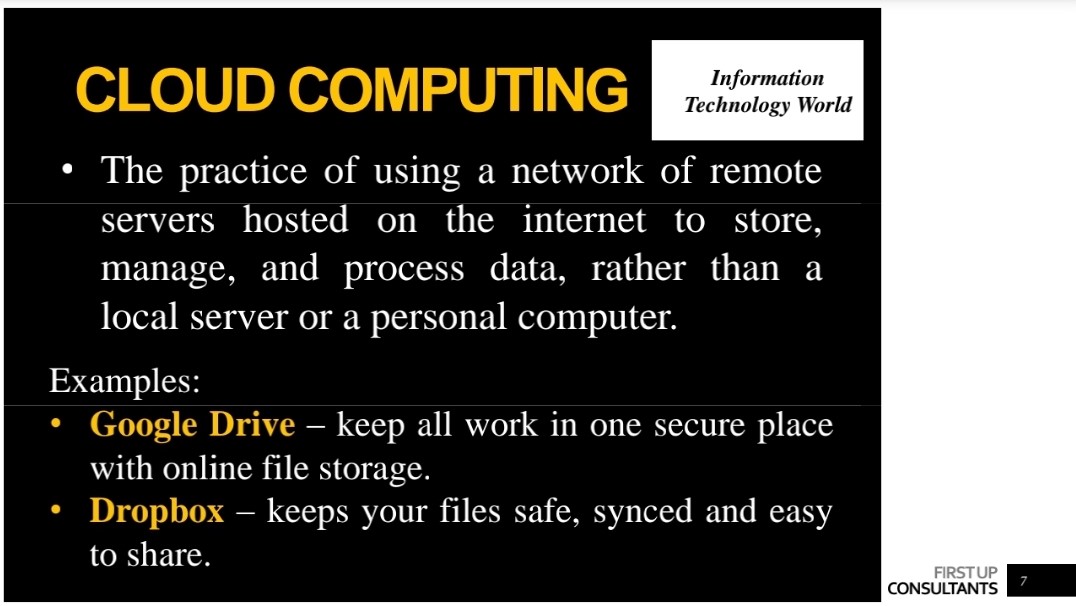 CLOUD COMPUTING
Information
Technology World
• The practice of using a network of remote
servers hosted on the internet to store,
manage, and process data, rather than a
local server or a personal computer.
Examples:
• Google Drive – keep all work in one secure place
with online file storage.
• Dropbox – keeps your files safe, synced and easy
to share.
FIRST UP
CONSULTANTS
7